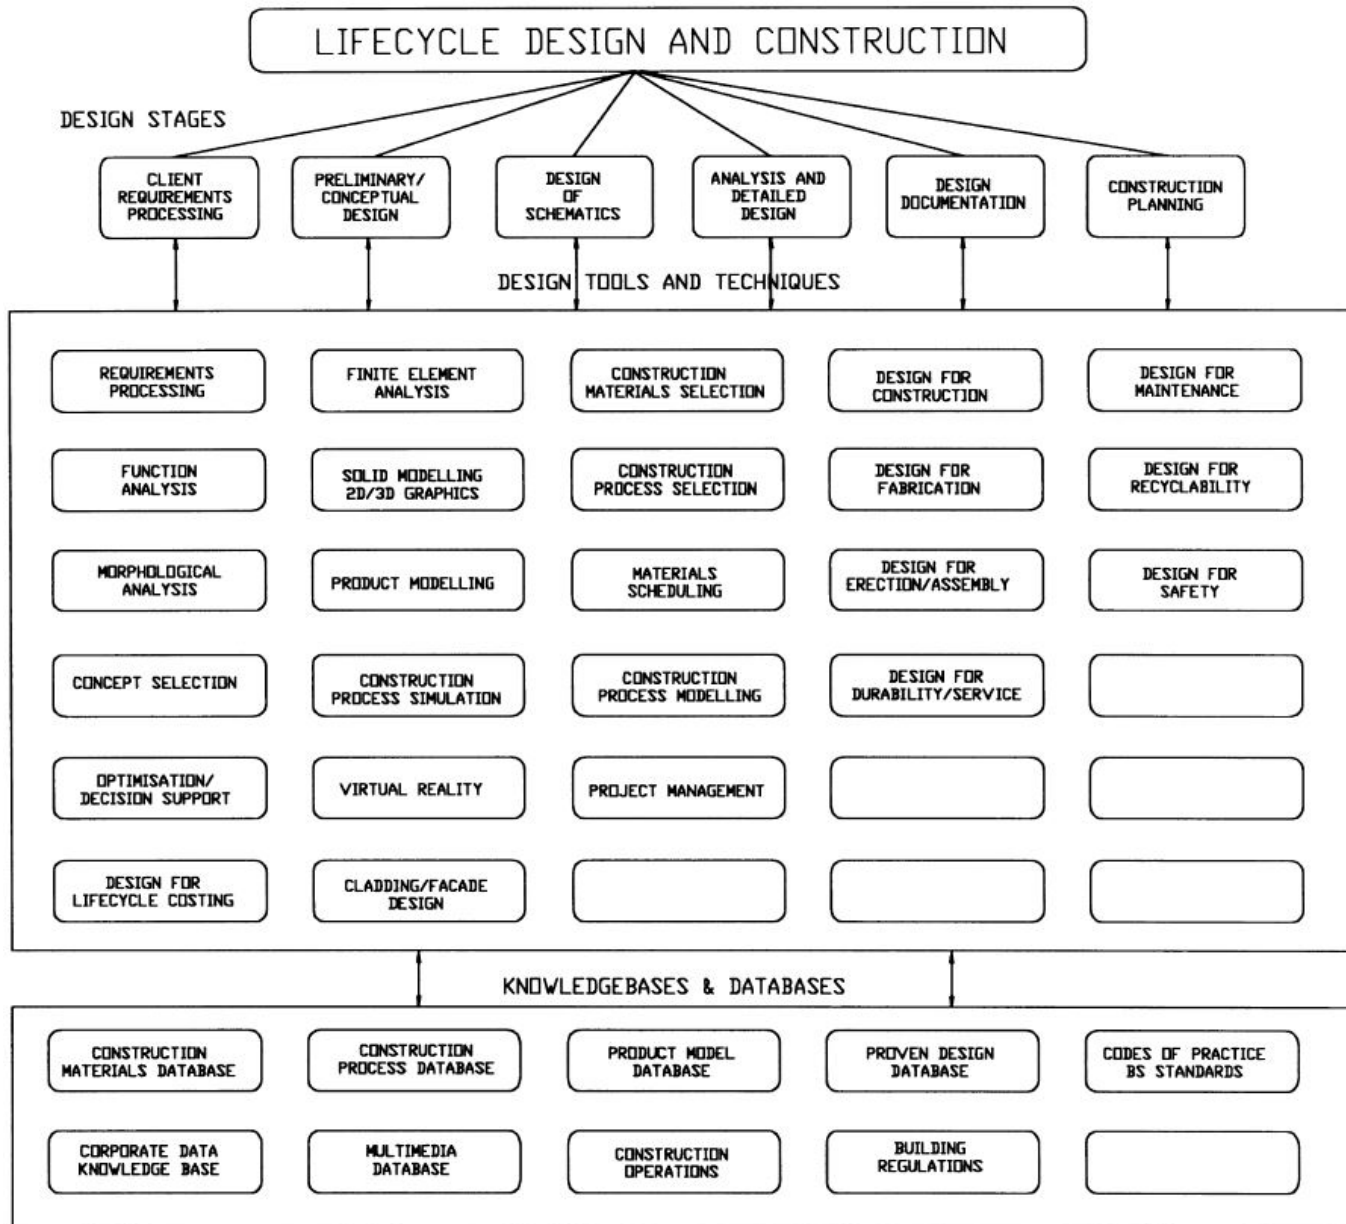 LIFECYCLE DESIGN AND CONSTRUCTION
DESIGN STAGES
CLIENT
REQUIREMENTS
PROCESSING
PRELIMINARY/
CONCEPTUAL
DESIGN
DESIGN
OF
SCHEMATICS
ANALYSIS AND
DETAILED
DESIGN
DESIGN
DOCUMENTATION
CONSTRUCTION
PLANNING
DESIGN TOOLS AND TECHNIQUES
REQUIREMENTS
PROCESSING
FINITE ELEMENT
ANALYSIS
CONSTRUCTION
MATERIALS SELECTION
DESIGN FOR
CONSTRUCTION
DESIGN FOR
MAINTENANCE
FUNCTION
ANALYSIS
SOLID MODELLING
2D/3D GRAPHICS
CONSTRUCTION
PROCESS SELECTION
DESIGN FOR
FABRICATION
DESIGN FOR
RECYCLABILITY
MORPHOLOGICAL
ANALYSIS
PRODUCT MODELLING
MATERIALS
SCHEDULING
DESIGN FOR
ERECTION/ASSEMBLY
DESIGN FOR
SAFETY
CONCEPT SELECTION
CONSTRUCTION
PROCESS SIMULATION
CONSTRUCTION
PROCESS MODELLING
DESIGN FOR
DURABILITY/SERVICE
OPTIMISATION/
DECISION SUPPORT
VIRTUAL REALITY
PROJECT MANAGEMENT
DESIGN FOR
LIFECYCLE COSTING
CLADDING/FACADE
DESIGN
KNOWLEDGEBASES & DATABASES
CONSTRUCTION
MATERIALS DATABASE
CONSTRUCTION
PROCESS DATABASE
PRODUCT MODEL
DATABASE
PROVEN DESIGN
DATABASE
CODES OF PRACTICE
BS STANDARDS
CORPORATE DATA
KNOWLEDGE BASE
MULTIMEDIA
DATABASE
CONSTRUCTION
OPERATIONS
BUILDING
REGULATIONS